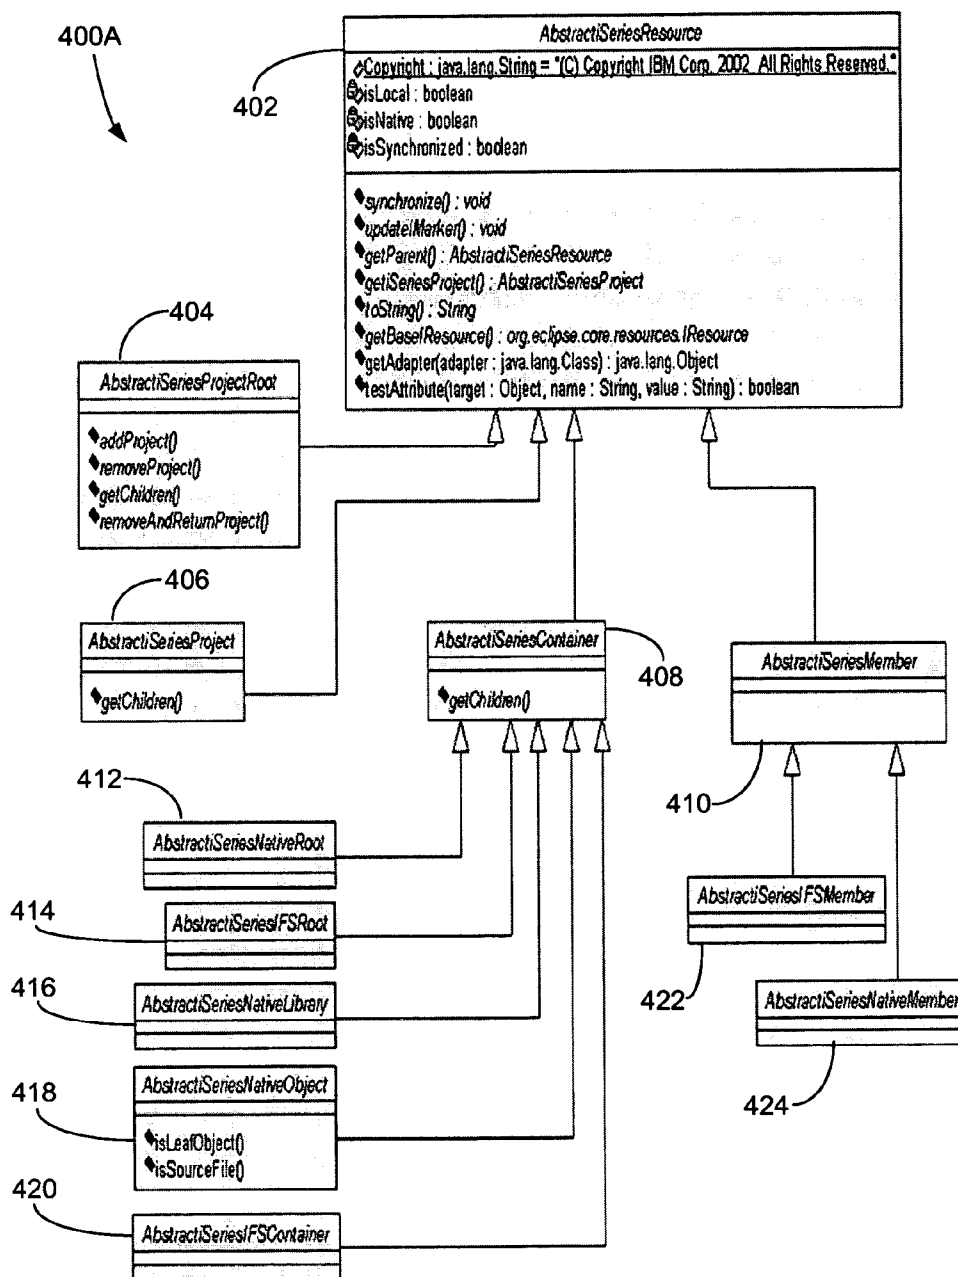 400A
AbstractiSeriesResource
402
Copyright : java.lang.String = "(C) Copyright IBM Corp. 2002 All Rights Reserved."
isLocal : boolean
isNative : boolean
isSynchronized : boolean
synchronize() : void
updateIMarker() : void
getParent() : AbstractiSeriesResource
getiSeriesProject() : AbstractiSeriesProject
toString() : String
getBaseIResource() : org.eclipse.core.resources.IResource
getAdapter(adapter : java.lang.Class) : java.lang.Object
testAttribute(target : Object, name : String, value : String) : boolean
404
AbstractiSeriesProjectRoot
addProject()
removeProject()
getChildren()
removeAndReturnProject()
406
AbstractiSeriesProject
getChildren()
AbstractiSeriesContainer
getChildren()
408
AbstractiSeriesMember
410
412
AbstractiSeriesNativeRoot
414
AbstractiSeriesIFSRoot
416
AbstractiSeriesNativeLibrary
418
AbstractiSeriesNativeObject
isLeafObject()
isSourceFile()
420
AbstractiSeriesIFSContainer
AbstractiSeriesIFSMember
422
AbstractiSeriesNativeMember
424